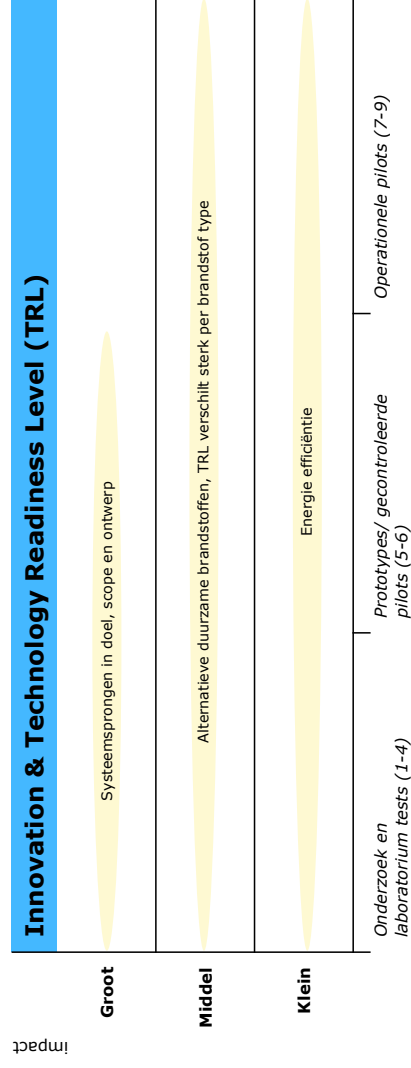 Innovation & Technology Readiness Level (TRL)
impact
Groot
Systeemsprongen in doel, scope en ontwerp
Middel
Alternatieve duurzame brandstoffen, TRL verschilt sterk per brandstof type
Klein
Energie efficiëntie
Onderzoek en
laboratorium tests (1-4)
Prototypes/ gecontroleerde
pilots (5-6)
Operationele pilots (7-9)